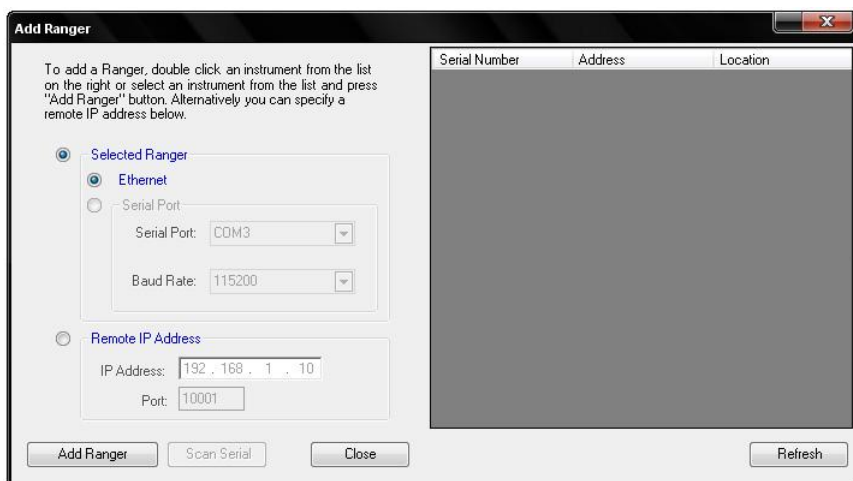 Add Ranger
To add a Ranger, double click an instrument from the list
on the right or select an instrument from the list and press
"Add Ranger" button. Alternatively you can specify a
remote IP address below.
Selected Ranger
Ethernet
Serial Port
Serial Port: COM3
Baud Rate: 115200
Remote IP Address
IP Address: 192 . 168 . 1 . 10
Port: 10001
Add Ranger Scan Serial Close
Serial Number Address Location
Refresh